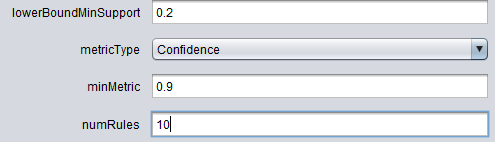 lowerBoundMinSupport 0.2
metricType Confidence
minMetric 0.9
numRules 10